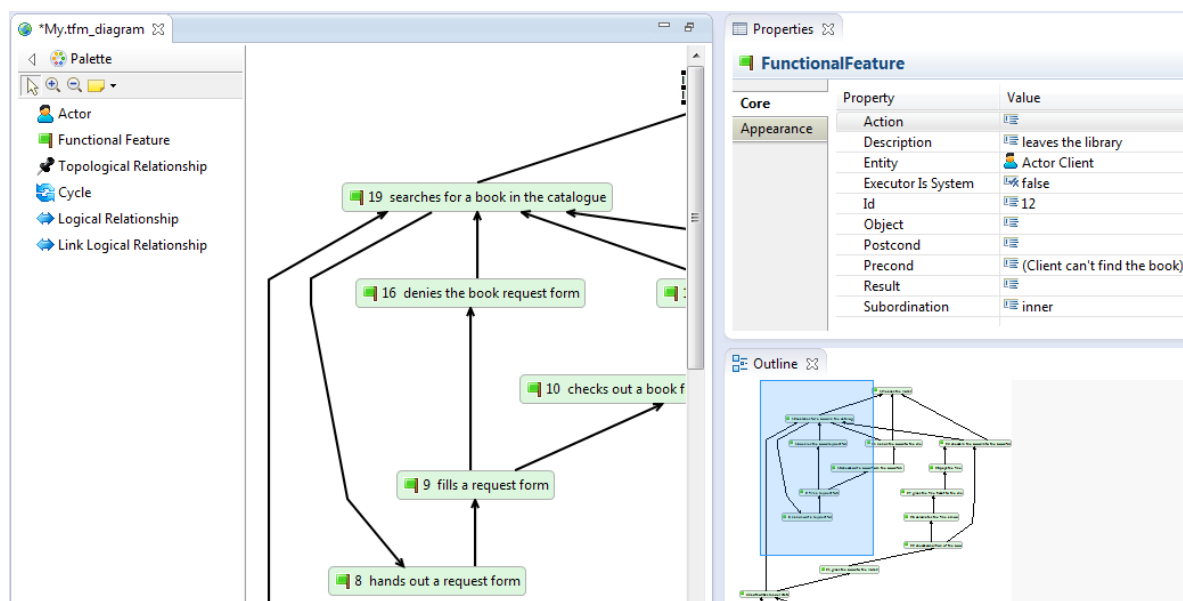 *My.tfm_diagram
Palette
Actor
Functional Feature
Topological Relationship
Cycle
Logical Relationship
Link Logical Relationship
19 searches for a book in the catalogue
16 denies the book request form
1
10 checks out a book f
9 fills a request form
8 hands out a request form
Properties
FunctionalFeature
Core
Appearance
Property Value
Action
Description leaves the library
Entity Actor Client
Executor Is System false
Id 12
Object
Postcond
Precond (Client can't find the book)
Result
Subordination inner
Outline